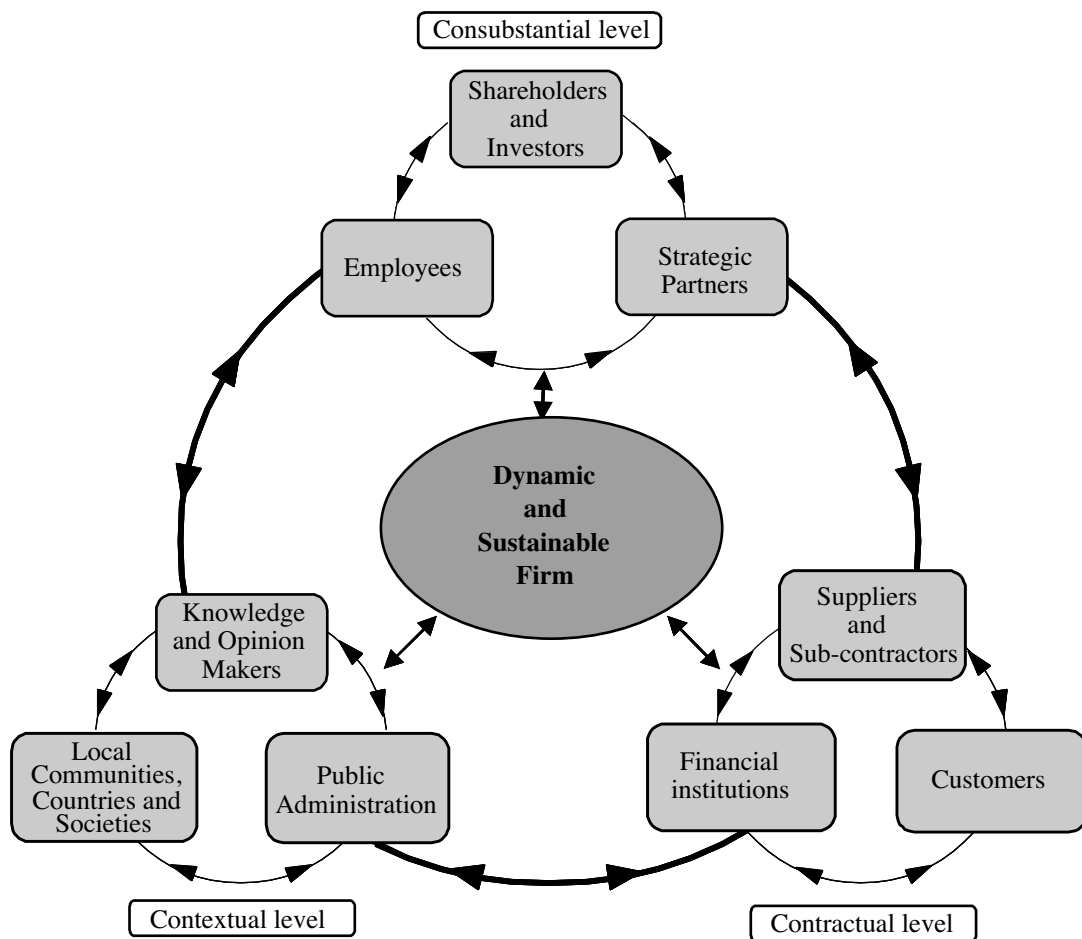 Consubstantial level
Shareholders
and
Investors
Employees
Strategic
Partners
Dynamic
and
Sustainable
Firm
Knowledge
and Opinion
Makers
Suppliers
and
Sub-contractors
Local
Communities,
Countries and
Societies
Public
Administration
Financial
institutions
Customers
Contextual level
Contractual level